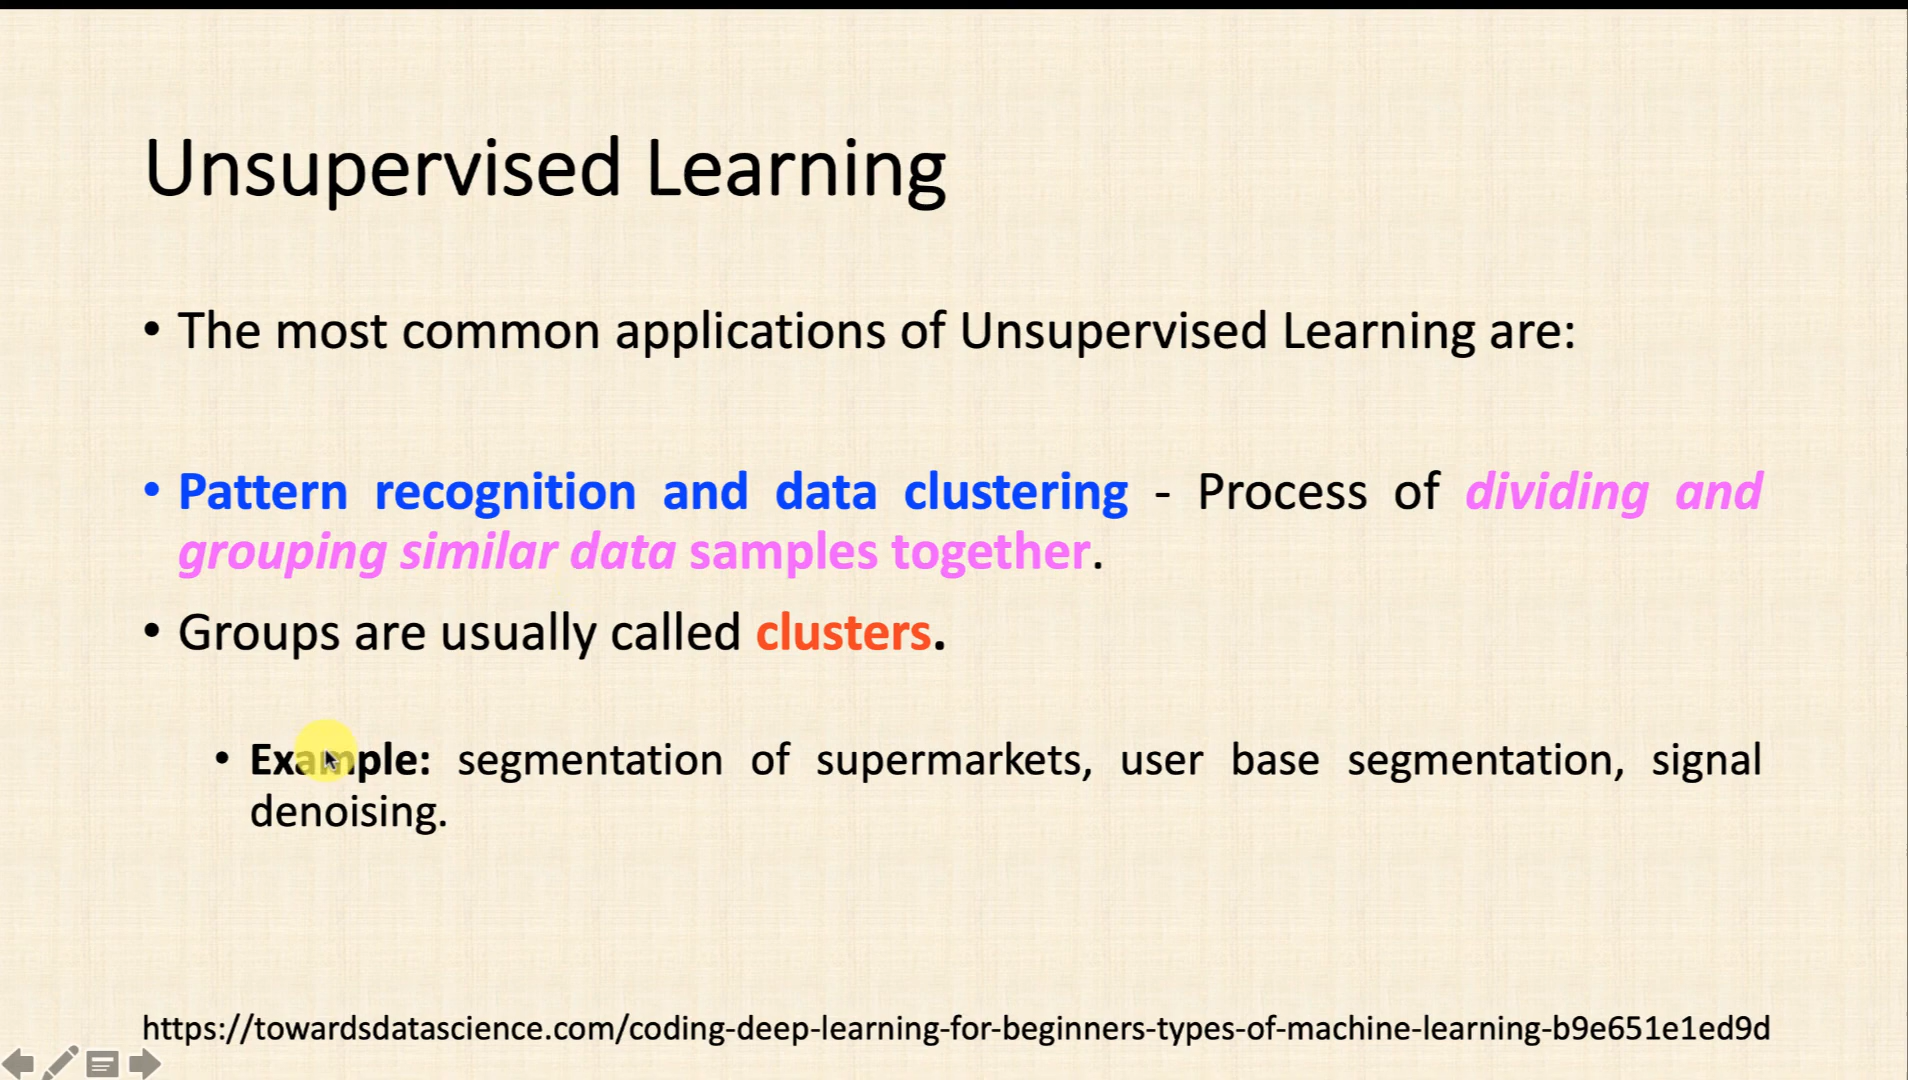 Unsupervised Learning
• The most common applications of Unsupervised Learning are:
• Pattern recognition and data clustering - Process of dividing and
grouping similar data samples together.
• Groups are usually called clusters.
• Example: segmentation of supermarkets, user base segmentation, signal
denoising.
https://towardsdatascience.com/coding-deep-learning-for-beginners-types-of-machine-learning-b9e651e1ed9d